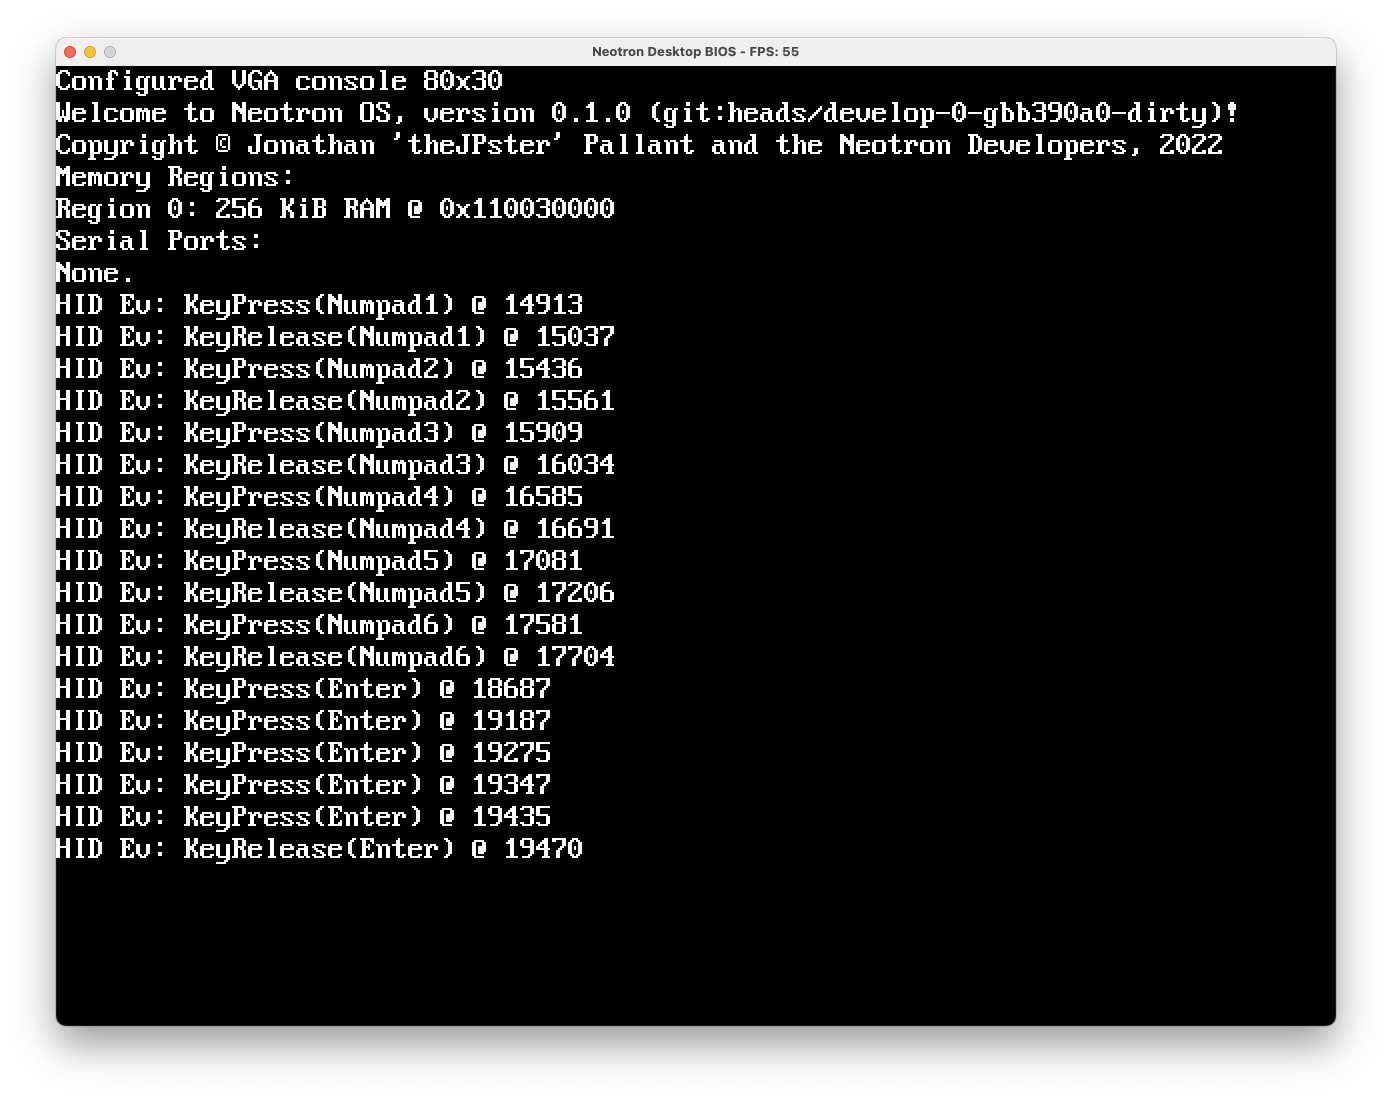 Neotron Desktop BIOS - FPS: 55
Configured VGA console 80x30
Welcome to Neotron OS, version 0.1.0 (git:heads/develop-0-gbb390a0-dirty)!
Copyright © Jonathan 'theJPster' Pallant and the Neotron Developers, 2022
Memory Regions:
Region 0: 256 KiB RAM @ 0x110030000
Serial Ports:
None.
HID Ev: KeyPress(Numpad1) @ 14913
HID Ev: KeyRelease(Numpad1) @ 15037
HID Ev: KeyPress(Numpad2) @ 15436
HID Ev: KeyRelease(Numpad2) @ 15561
HID Ev: KeyPress(Numpad3) @ 15909
HID Ev: KeyRelease(Numpad3) @ 16034
HID Ev: KeyPress(Numpad4) @ 16585
HID Ev: KeyRelease(Numpad4) @ 16691
HID Ev: KeyPress(Numpad5) @ 17081
HID Ev: KeyRelease(Numpad5) @ 17206
HID Ev: KeyPress(Numpad6) @ 17581
HID Ev: KeyRelease(Numpad6) @ 17704
HID Ev: KeyPress(Enter) @ 18687
HID Ev: KeyPress(Enter) @ 19187
HID Ev: KeyPress(Enter) @ 19275
HID Ev: KeyPress(Enter) @ 19347
HID Ev: KeyPress(Enter) @ 19435
HID Ev: KeyRelease(Enter) @ 19470